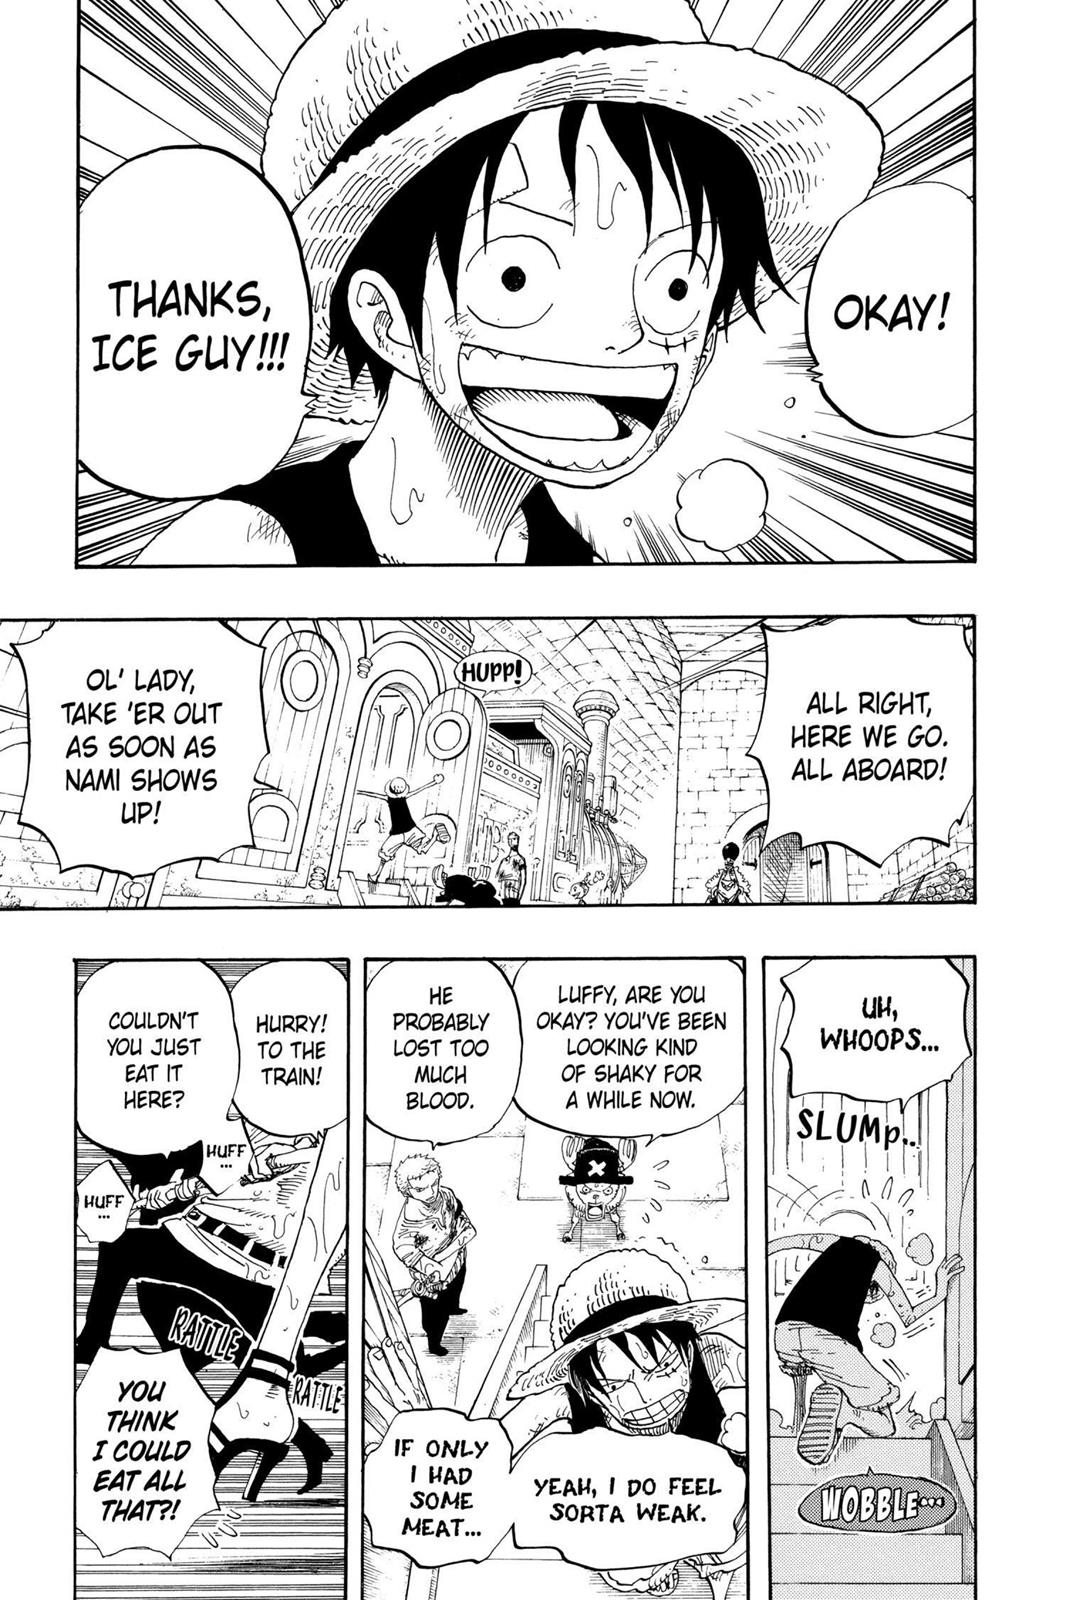 OKAY!
THANKS,
ICE GUY!!!
ALL RIGHT,
HERE WE GO.
ALL ABOARD!
HUPP!
OL' LADY,
TAKE 'ER OUT
AS SOON AS
NAMI SHOWS
UP!
UH,
WHOOPS...
SLUMP..
WOBBLE...
LUFFY, ARE YOU
OKAY? YOU'VE BEEN
LOOKING KIND
OF SHAKY FOR
A WHILE NOW.
HE
PROBABLY
LOST TOO
MUCH
BLOOD.
YEAH, I DO FEEL
SORTA WEAK.
IF ONLY
I HAD
SOME
MEAT...
HURRY!
TO THE
TRAIN!
COULDN'T
YOU JUST
EAT IT
HERE?
HUFF
...
HUFF
...
RATTLE
RATTLE
YOU
THINK
I COULD
EAT ALL
THAT?!